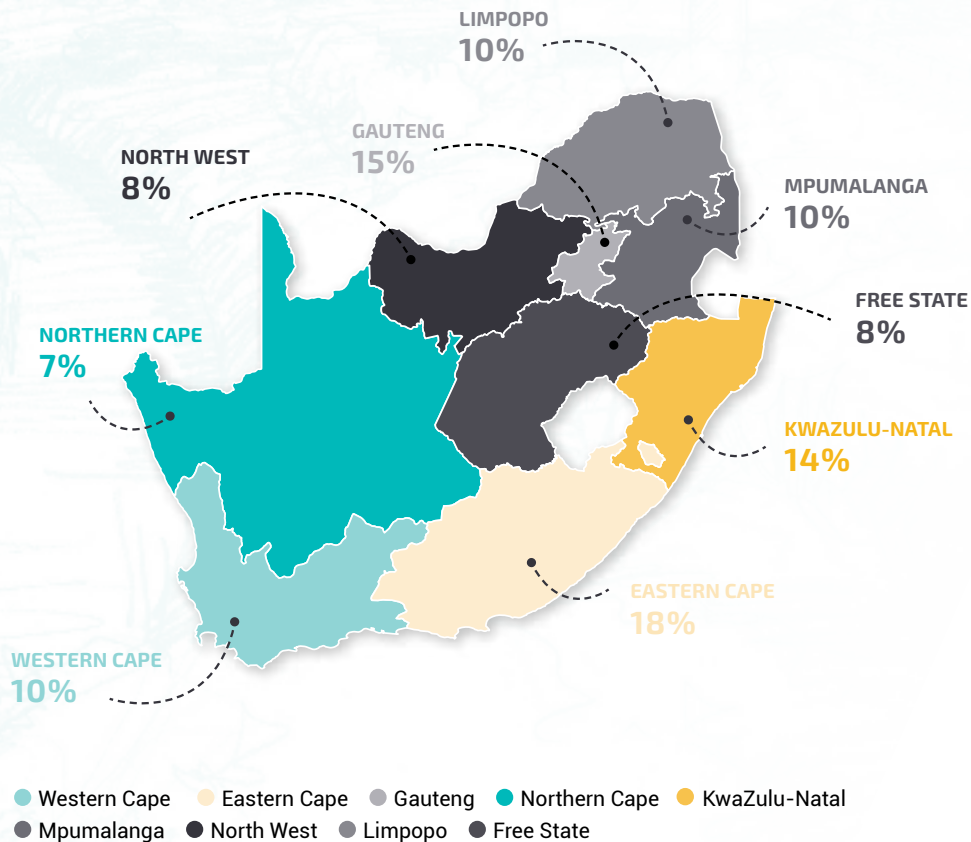 LIMPOPO
10%
GAUTENG
15%
NORTH WEST
8%
MPUMALANGA
10%
FREE STATE
8%
NORTHERN CAPE
7%
KWAZULU-NATAL
14%
EASTERN CAPE
18%
WESTERN CAPE
10%
Western Cape Eastern Cape Gauteng Northern Cape KwaZulu-Natal
Mpumalanga North West Limpopo Free State